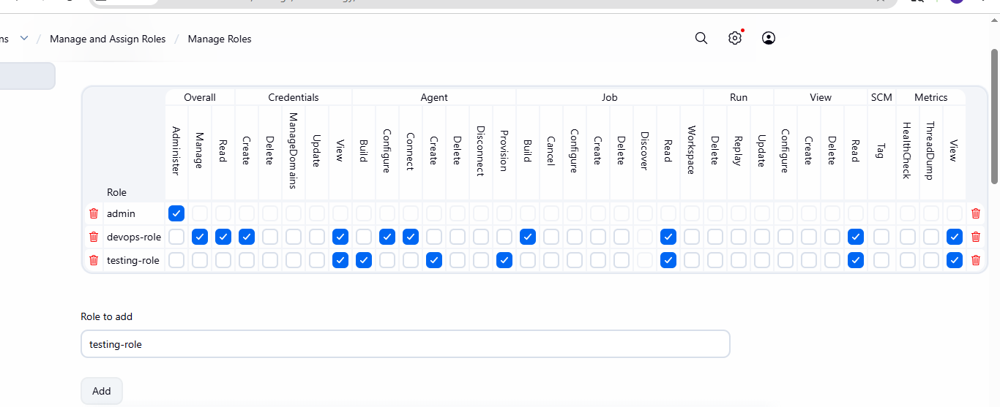 ns / Manage and Assign Roles / Manage Roles
Overall Credentials Agent Job Run View SCM Metrics
Role Administer Manage Read Create Delete ManageDomains Update View Build Configure Connect Create Delete Disconnect Provision Build Cancel Configure Create Delete Discover Read Workspace Delete Replay Update Configure Create Delete Read Tag HealthCheck ThreadDump View
admin
devops-role
testing-role
Role to add
testing-role
Add